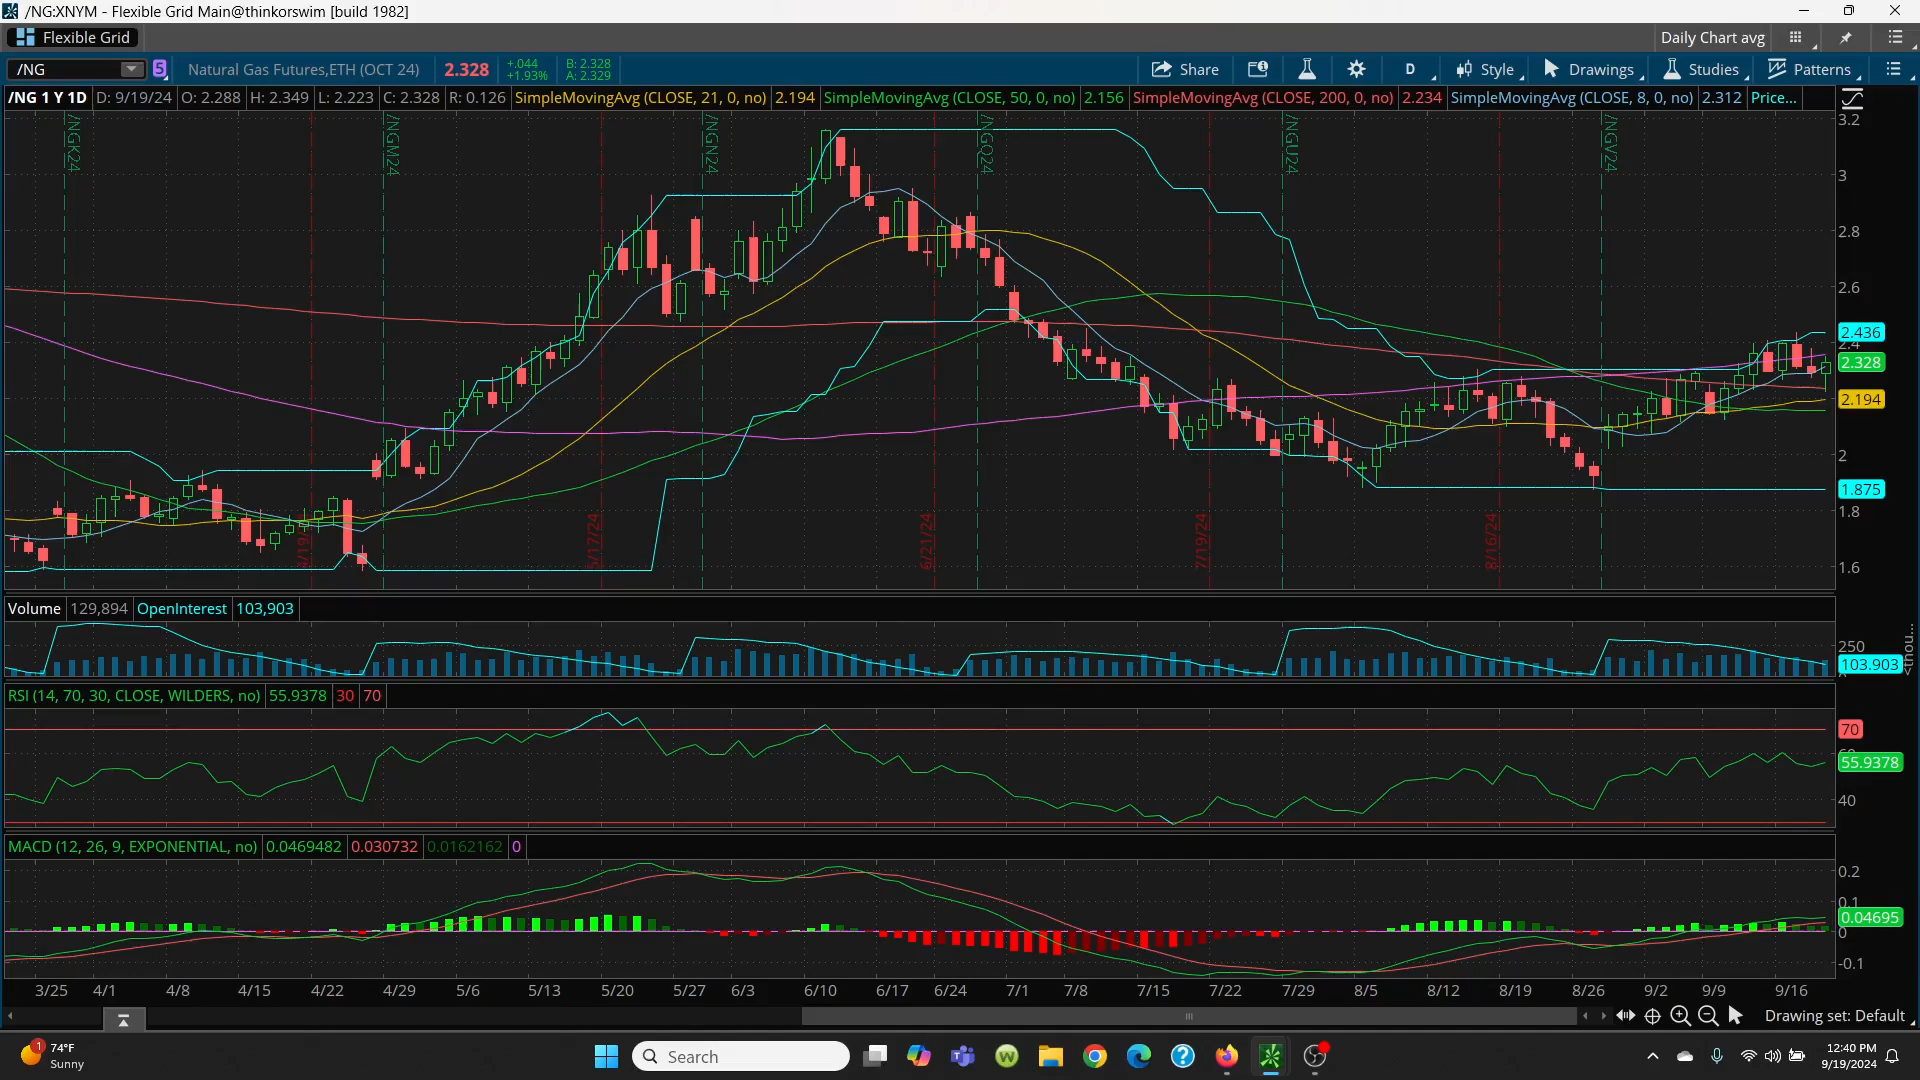 /NG:XNYM - Flexible Grid Main@thinkorswim [build 1982]
Flexible Grid
Daily Chart avg
/NG
5
Natural Gas Futures,ETH (OCT 24)
2.328
+.044
+1.93%
B: 2.328
A: 2.329
Share
D
Style
Drawings
Studies
Patterns
/NG 1 Y 1D
D: 9/19/24
O: 2.288
H: 2.349
L: 2.223
C: 2.328
R: 0.126
SimpleMovingAvg (CLOSE, 21, 0, no)
2.194
SimpleMovingAvg (CLOSE, 50, 0, no)
2.156
SimpleMovingAvg (CLOSE, 200, 0, no)
2.234
SimpleMovingAvg (CLOSE, 8, 0, no)
2.312
Price...
/NGK24
/NGM24
/NGN24
/NGQ24
/NGU24
/NGV24
3.2
3
2.8
2.6
2.436
2.4
2.328
2.194
2
1.875
1.8
1.6
5/17/24
6/21/24
7/19/24
8/16/24
Volume
129,894
OpenInterest
103,903
250
103.903
<thou...
RSI (14, 70, 30, CLOSE, WILDERS, no)
55.9378
30
70
70
55.9378
40
MACD (12, 26, 9, EXPONENTIAL, no)
0.0469482
0.030732
0.0162162
0
0.2
0.1
0.04695
0
-0.1
3/25
4/1
4/8
4/15
4/22
4/29
5/6
5/13
5/20
5/27
6/3
6/10
6/17
6/24
7/1
7/8
7/15
7/22
7/29
8/5
8/12
8/19
8/26
9/2
9/9
9/16
Drawing set: Default
1
74°F
Sunny
Search
12:40 PM
9/19/2024